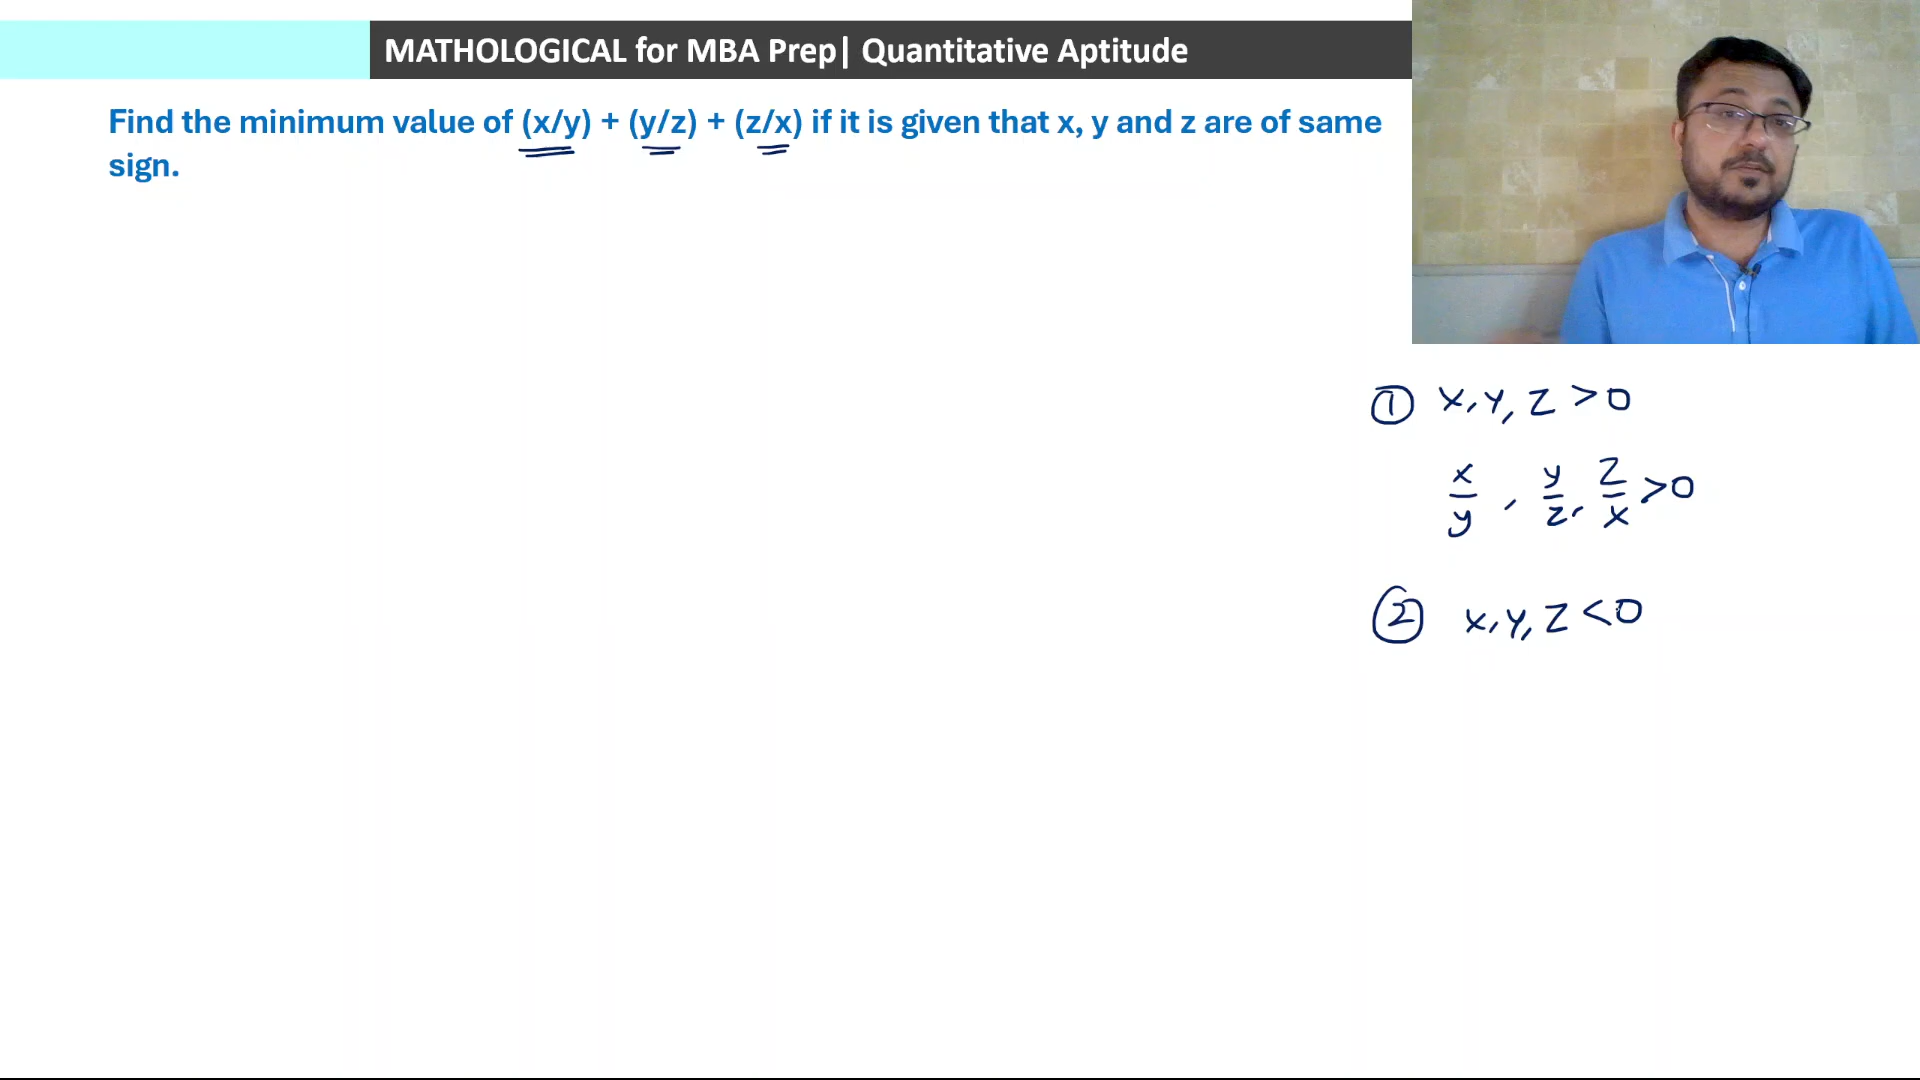 MATHOLOGICAL for MBA Prep| Quantitative Aptitude
Find the minimum value of (x/y) + (y/z) + (z/x) if it is given that x, y and z are of same
sign.
① x, y, z > 0
x/y , y/z, z/x > 0
② x, y, z < 0